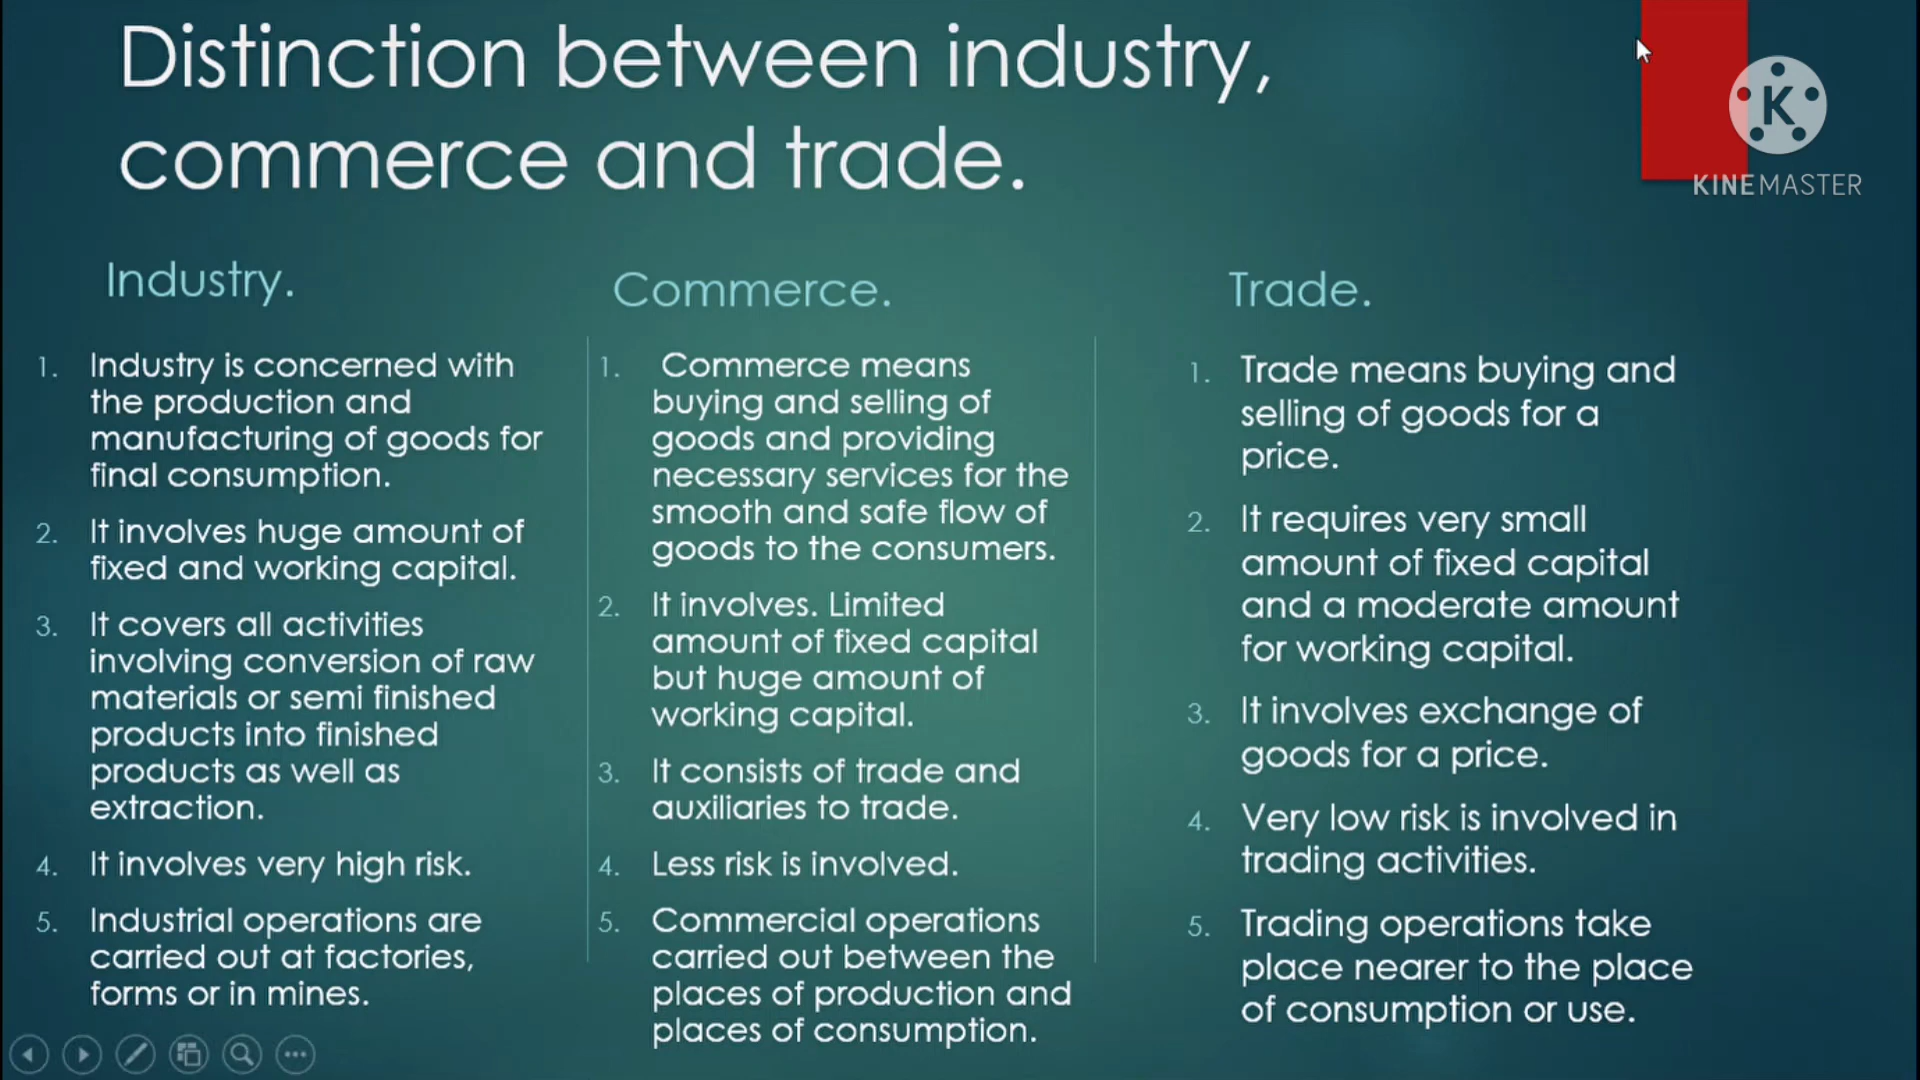 Distinction between industry,
commerce and trade.
K
KINEMASTER
Industry.
1. Industry is concerned with
the production and
manufacturing of goods for
final consumption.
2. It involves huge amount of
fixed and working capital.
3. It covers all activities
involving conversion of raw
materials or semi finished
products into finished
products as well as
extraction.
4. It involves very high risk.
5. Industrial operations are
carried out at factories,
forms or in mines.
Commerce.
1. Commerce means
buying and selling of
goods and providing
necessary services for the
smooth and safe flow of
goods to the consumers.
2. It involves. Limited
amount of fixed capital
but huge amount of
working capital.
3. It consists of trade and
auxiliaries to trade.
4. Less risk is involved.
5. Commercial operations
carried out between the
places of production and
places of consumption.
Trade.
1. Trade means buying and
selling of goods for a
price.
2. It requires very small
amount of fixed capital
and a moderate amount
for working capital.
3. It involves exchange of
goods for a price.
4. Very low risk is involved in
trading activities.
5. Trading operations take
place nearer to the place
of consumption or use.